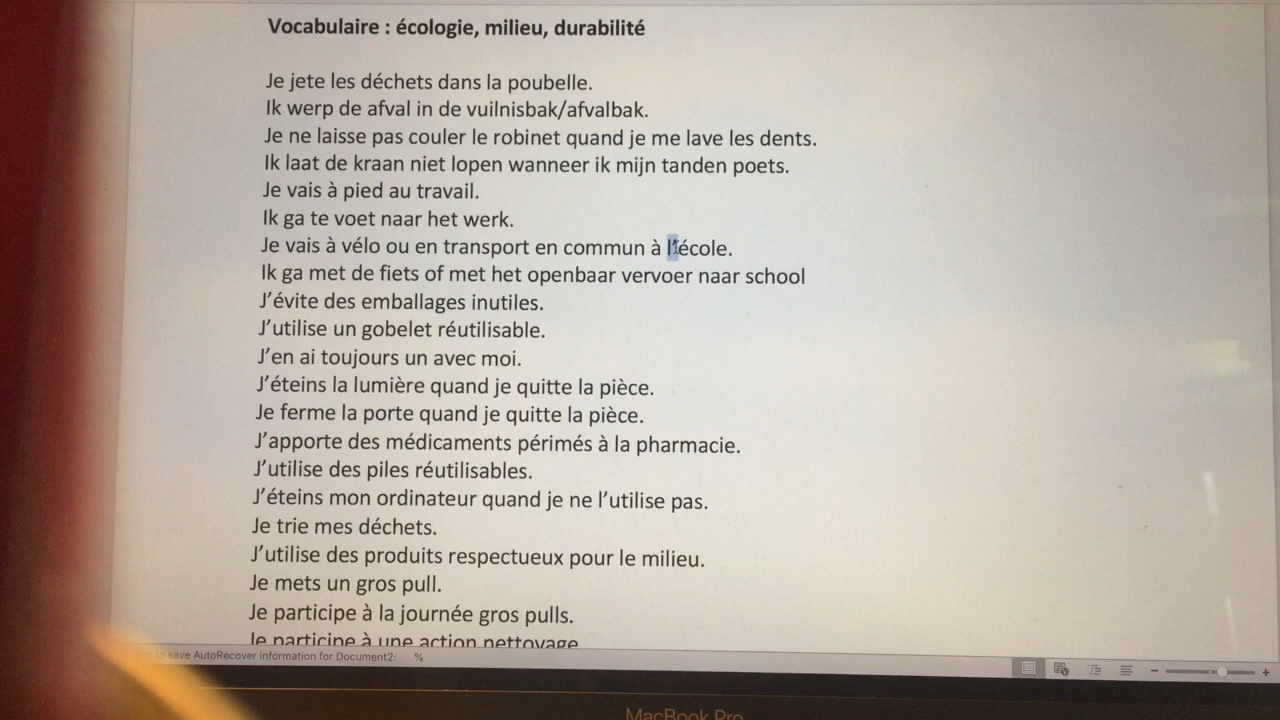 Vocabulaire : écologie, milieu, durabilité
Je jete les déchets dans la poubelle.
Ik werp de afval in de vuilnisbak/afvalbak.
Je ne laisse pas couler le robinet quand je me lave les dents.
Ik laat de kraan niet lopen wanneer ik mijn tanden poets.
Je vais à pied au travail.
Ik ga te voet naar het werk.
Je vais à vélo ou en transport en commun à l'école.
Ik ga met de fiets of met het openbaar vervoer naar school
J'évite des emballages inutiles.
J'utilise un gobelet réutilisable.
J'en ai toujours un avec moi.
J'éteins la lumière quand je quitte la pièce.
Je ferme la porte quand je quitte la pièce.
J'apporte des médicaments périmés à la pharmacie.
J'utilise des piles réutilisables.
J'éteins mon ordinateur quand je ne l'utilise pas.
Je trie mes déchets.
J'utilise des produits respectueux pour le milieu.
Je mets un gros pull.
Je participe à la journée gros pulls.
Je participe à une action nettoyage
to save AutoRecover information for Document2: %
MacBook Pro